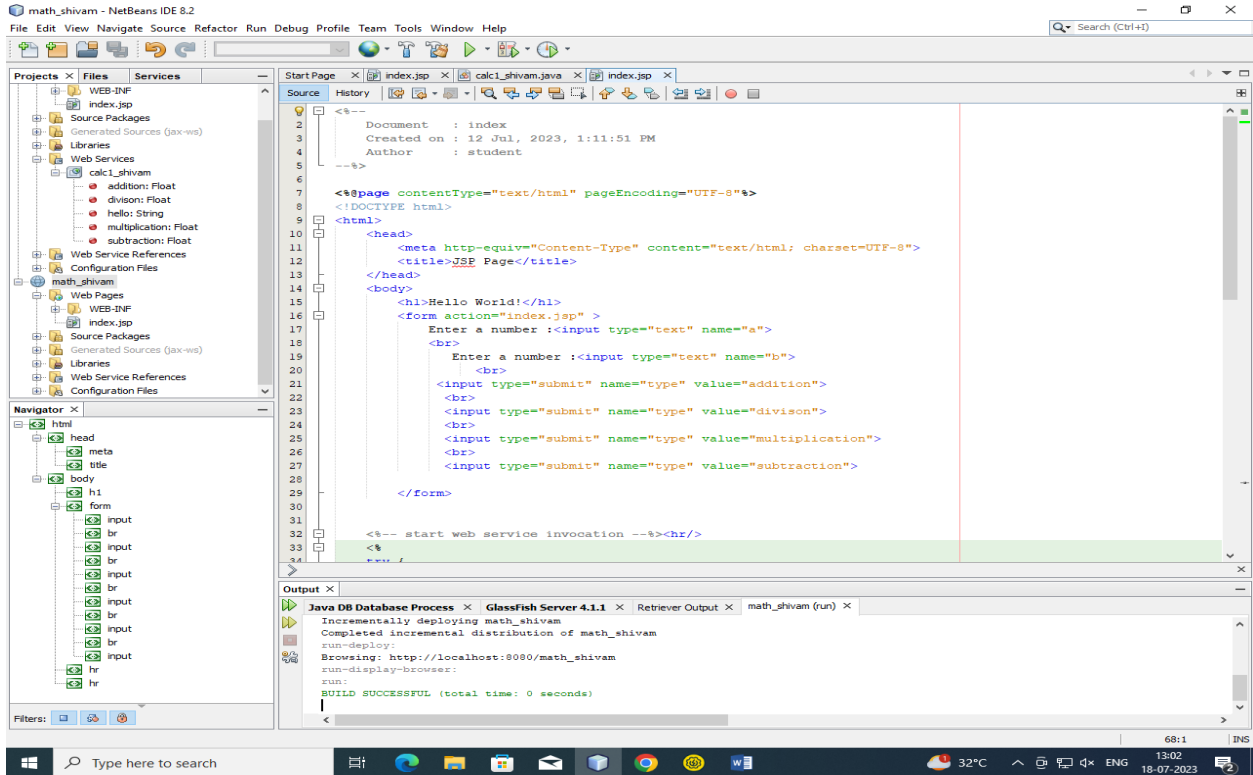 math_shivam - NetBeans IDE 8.2
File Edit View Navigate Source Refactor Run Debug Profile Team Tools Window Help
Search (Ctrl+I)
Projects Files Services
WEB-INF
index.jsp
Source Packages
Generated Sources (jax-ws)
Libraries
Web Services
calc1_shivam
addition: Float
divison: Float
hello: String
multiplication: Float
subtraction: Float
Web Service References
Configuration Files
math_shivam
Web Pages
WEB-INF
index.jsp
Source Packages
Generated Sources (jax-ws)
Libraries
Web Service References
Configuration Files
Navigator
html
head
meta
title
body
h1
form
input
br
input
br
input
br
input
br
input
br
input
hr
hr
Filters:
Start Page index.jsp calc1_shivam.java index.jsp
Source History
<%--
2 Document : index
3 Created on : 12 Jul, 2023, 1:11:51 PM
4 Author : student
5 --%>
6
7 <%@page contentType="text/html" pageEncoding="UTF-8"%>
8 <!DOCTYPE html>
9 <html>
10 <head>
11 <meta http-equiv="Content-Type" content="text/html; charset=UTF-8">
12 <title>JSP Page</title>
13 </head>
14 <body>
15 <h1>Hello World!</h1>
16 <form action="index.jsp" >
17 Enter a number :<input type="text" name="a">
18 <br>
19 Enter a number :<input type="text" name="b">
20 <br>
21 <input type="submit" name="type" value="addition">
22 <br>
23 <input type="submit" name="type" value="divison">
24 <br>
25 <input type="submit" name="type" value="multiplication">
26 <br>
27 <input type="submit" name="type" value="subtraction">
28
29 </form>
30
31
32 <%-- start web service invocation --%><hr/>
33 <%
34 try {
Output
Java DB Database Process GlassFish Server 4.1.1 Retriever Output math_shivam (run)
Incrementally deploying math_shivam
Completed incremental distribution of math_shivam
run-deploy:
Browsing: http://localhost:8080/math_shivam
run-display-browser:
run:
BUILD SUCCESSFUL (total time: 0 seconds)
68:1 INS
Type here to search
32°C ENG
13:02
18-07-2023
2